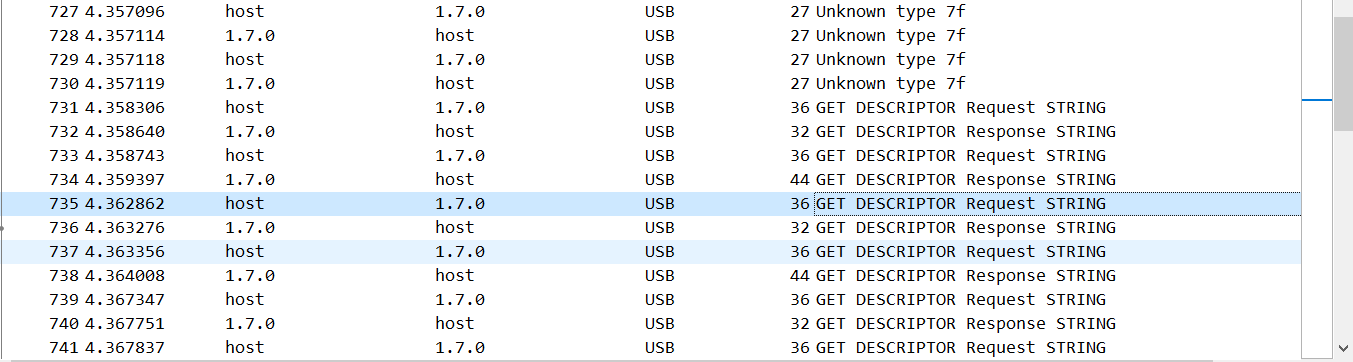 727 4.357096 host 1.7.0 USB 27 Unknown type 7f
728 4.357114 1.7.0 host USB 27 Unknown type 7f
729 4.357118 host 1.7.0 USB 27 Unknown type 7f
730 4.357119 1.7.0 host USB 27 Unknown type 7f
731 4.358306 host 1.7.0 USB 36 GET DESCRIPTOR Request STRING
732 4.358640 1.7.0 host USB 32 GET DESCRIPTOR Response STRING
733 4.358743 host 1.7.0 USB 36 GET DESCRIPTOR Request STRING
734 4.359397 1.7.0 host USB 44 GET DESCRIPTOR Response STRING
735 4.362862 host 1.7.0 USB 36 GET DESCRIPTOR Request STRING
736 4.363276 1.7.0 host USB 32 GET DESCRIPTOR Response STRING
737 4.363356 host 1.7.0 USB 36 GET DESCRIPTOR Request STRING
738 4.364008 1.7.0 host USB 44 GET DESCRIPTOR Response STRING
739 4.367347 host 1.7.0 USB 36 GET DESCRIPTOR Request STRING
740 4.367751 1.7.0 host USB 32 GET DESCRIPTOR Response STRING
741 4.367837 host 1.7.0 USB 36 GET DESCRIPTOR Request STRING